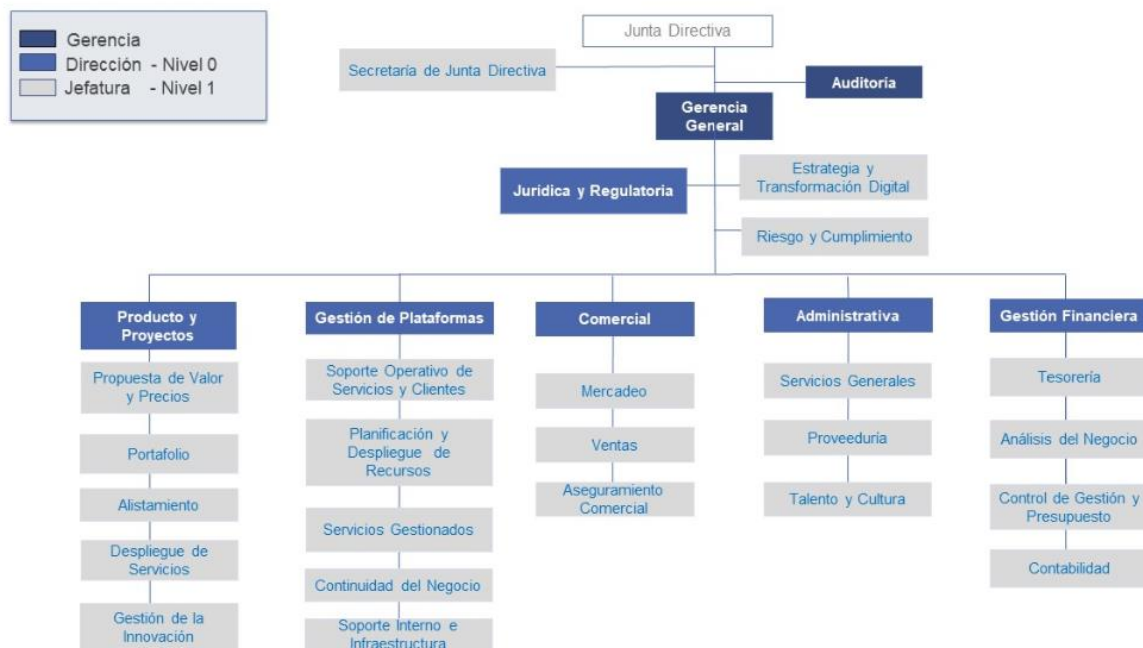 Gerencia
Dirección - Nivel 0
Jefatura - Nivel 1
Junta Directiva
Secretaría de Junta Directiva
Auditoría
Gerencia
General
Jurídica y Regulatoria
Estrategia y
Transformación Digital
Riesgo y Cumplimiento
Producto y
Proyectos
Propuesta de Valor
y Precios
Portafolio
Alistamiento
Despliegue de
Servicios
Gestión de la
Innovación
Gestión de Plataformas
Soporte Operativo de
Servicios y Clientes
Planificación y
Despliegue de
Recursos
Servicios Gestionados
Continuidad del Negocio
Soporte Interno e
Infraestructura
Comercial
Mercadeo
Ventas
Aseguramiento
Comercial
Administrativa
Servicios Generales
Proveeduría
Talento y Cultura
Gestión Financiera
Tesorería
Análisis del Negocio
Control de Gestión y
Presupuesto
Contabilidad